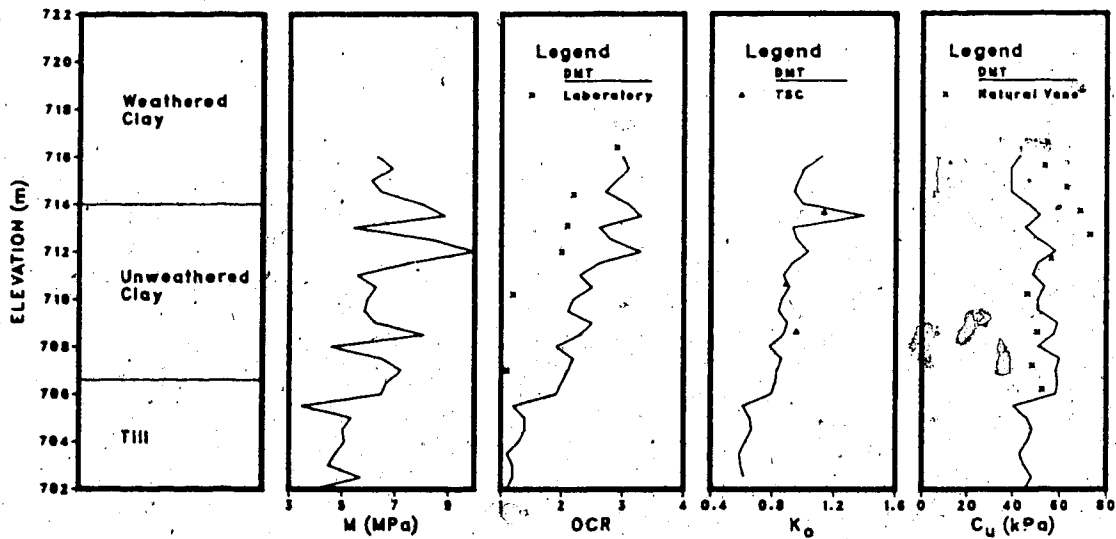 722
720
718
716
714
712
710
708
706
704
702
ELEVATION (m)
Weathered
Clay
Unweathered
Clay
Till
3 5 7 9
M (MPa)
Legend
DMT
Laboratory
0 1 2 3 4
OCR
Legend
DMT
TSC
0.4 0.8 1.2 1.6
Ko
Legend
DMT
Natural Vane
0 20 40 60 80
Cu (kPa)